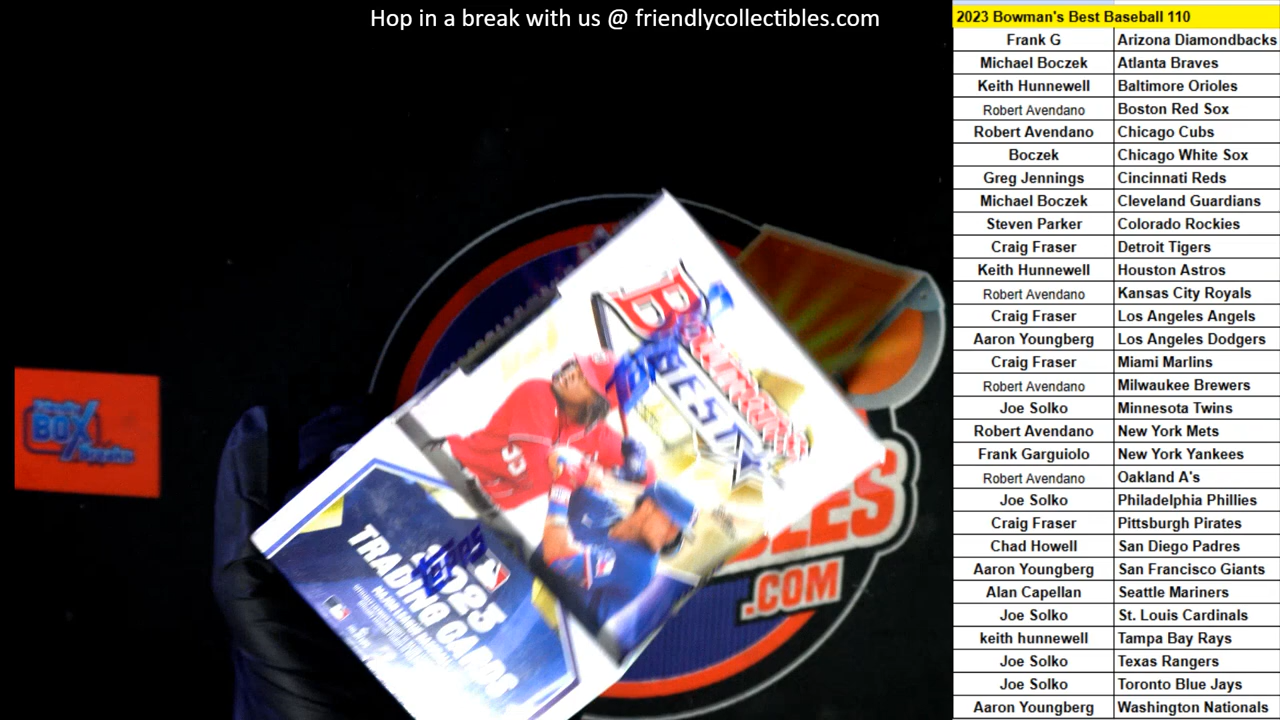 Hop in a break with us @ friendlycollectibles.com
2023 Bowman's Best Baseball 110
Frank G Arizona Diamondbacks
Michael Boczek Atlanta Braves
Keith Hunnewell Baltimore Orioles
Robert Avendano Boston Red Sox
Robert Avendano Chicago Cubs
Boczek Chicago White Sox
Greg Jennings Cincinnati Reds
Michael Boczek Cleveland Guardians
Steven Parker Colorado Rockies
Craig Fraser Detroit Tigers
Keith Hunnewell Houston Astros
Robert Avendano Kansas City Royals
Craig Fraser Los Angeles Angels
Aaron Youngberg Los Angeles Dodgers
Craig Fraser Miami Marlins
Robert Avendano Milwaukee Brewers
Joe Solko Minnesota Twins
Robert Avendano New York Mets
Frank Garguiolo New York Yankees
Robert Avendano Oakland A's
Joe Solko Philadelphia Phillies
Craig Fraser Pittsburgh Pirates
Chad Howell San Diego Padres
Aaron Youngberg San Francisco Giants
Alan Capellan Seattle Mariners
Joe Solko St. Louis Cardinals
keith hunnewell Tampa Bay Rays
Joe Solko Texas Rangers
Joe Solko Toronto Blue Jays
Aaron Youngberg Washington Nationals
BOWMAN'S
BEST
Topps
2023
TRADING CARDS
BOX
Breaks
.COM